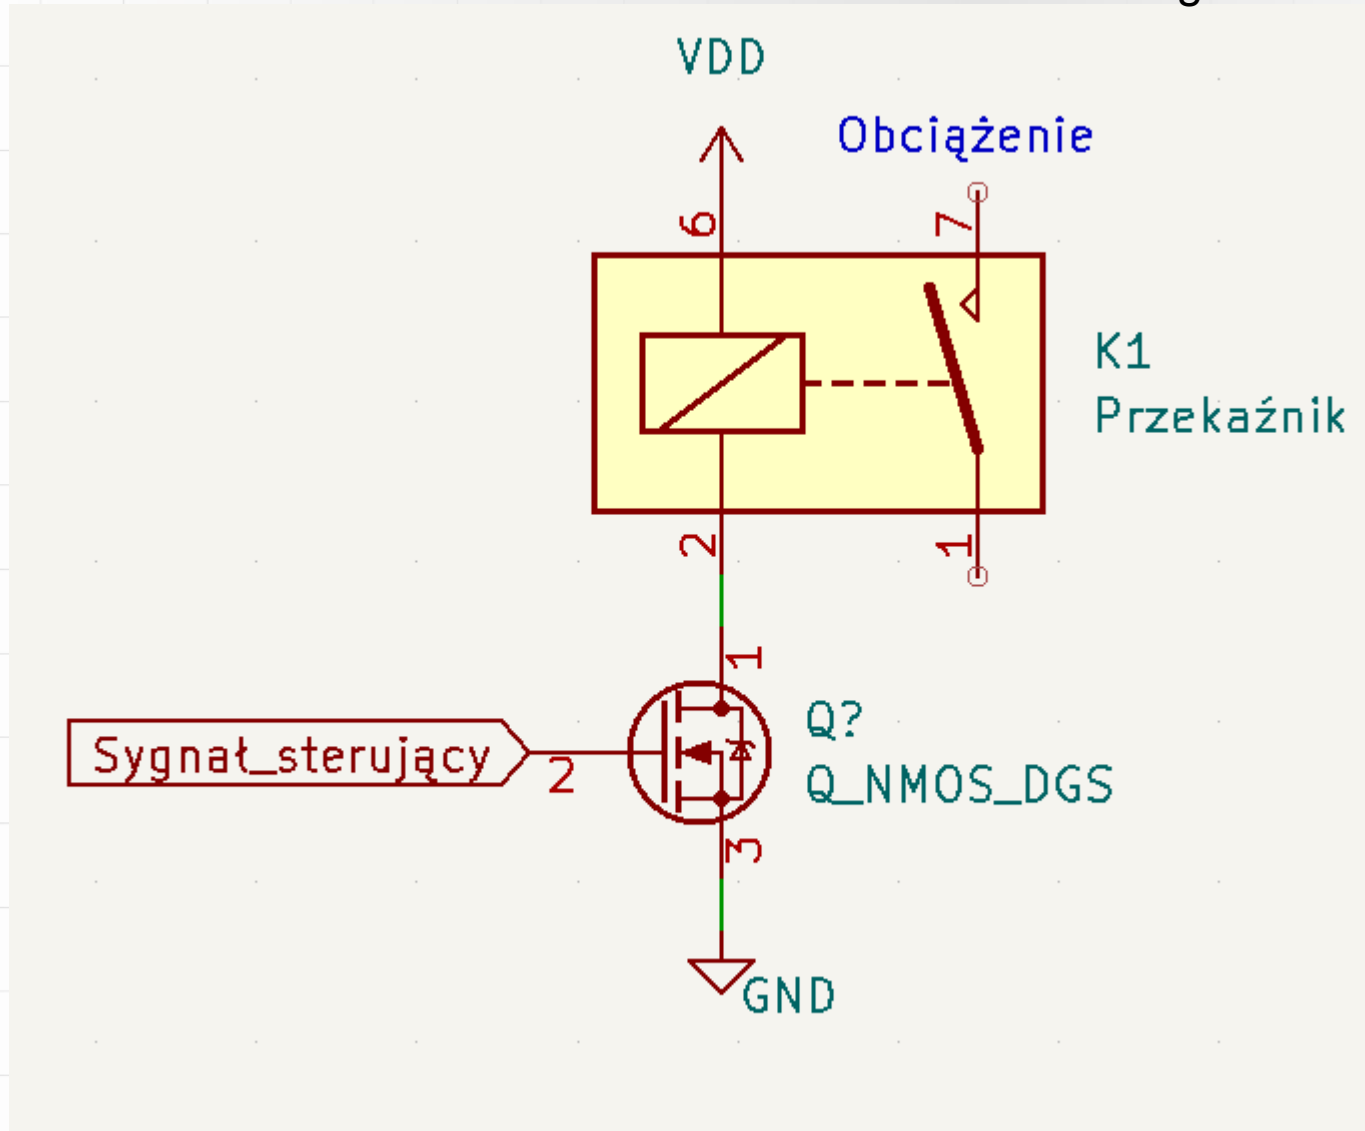 VDD
Obciążenie
6
7
K1
Przekaźnik
2
1
1
Q?
Sygnał_sterujący
2
Q_NMOS_DGS
3
GND